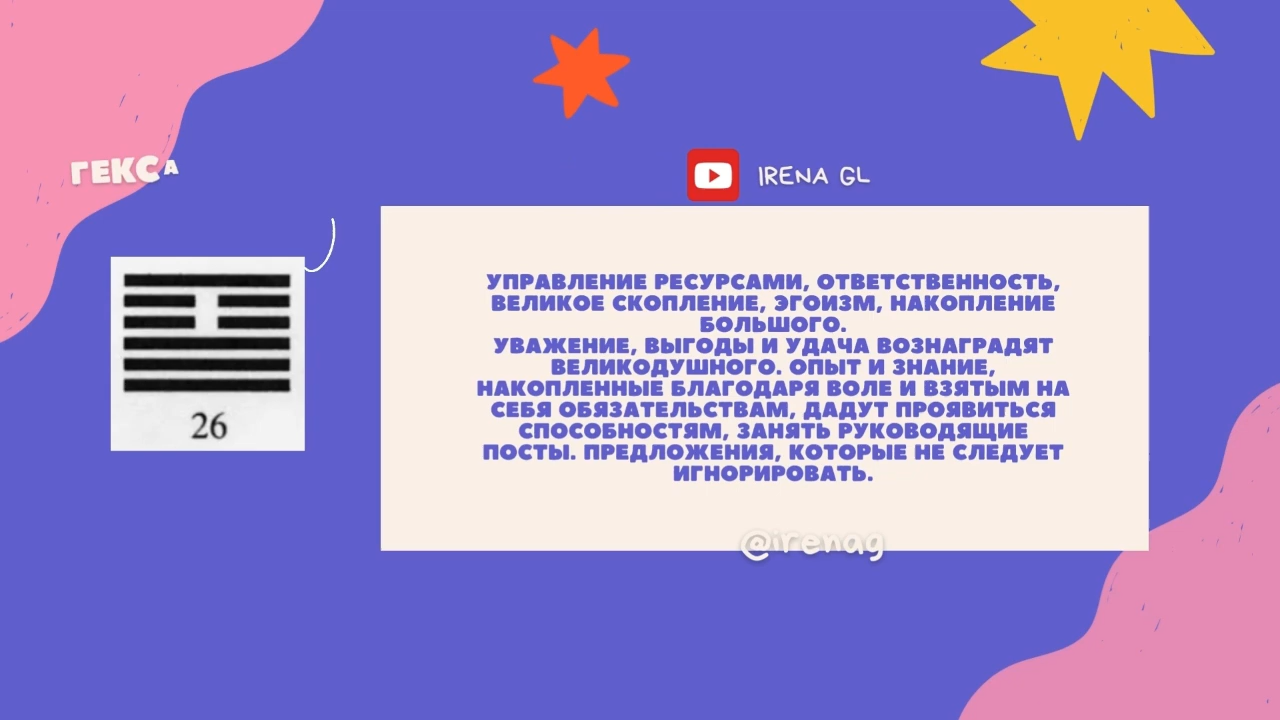 ГЕКСА
IRENA GL
УПРАВЛЕНИЕ РЕСУРСАМИ, ОТВЕТСТВЕННОСТЬ,
ВЕЛИКОЕ СКОПЛЕНИЕ, ЭГОИЗМ, НАКОПЛЕНИЕ
БОЛЬШОГО.
УВАЖЕНИЕ, ВЫГОДЫ И УДАЧА ВОЗНАГРАДЯТ
ВЕЛИКОДУШНОГО. ОПЫТ И ЗНАНИЕ,
НАКОПЛЕННЫЕ БЛАГОДАРЯ ВОЛЕ И ВЗЯТЫМ НА
СЕБЯ ОБЯЗАТЕЛЬСТВАМ, ДАДУТ ПРОЯВИТЬСЯ
СПОСОБНОСТЯМ, ЗАНЯТЬ РУКОВОДЯЩИЕ
ПОСТЫ. ПРЕДЛОЖЕНИЯ, КОТОРЫЕ НЕ СЛЕДУЕТ
ИГНОРИРОВАТЬ.
26
@irenag